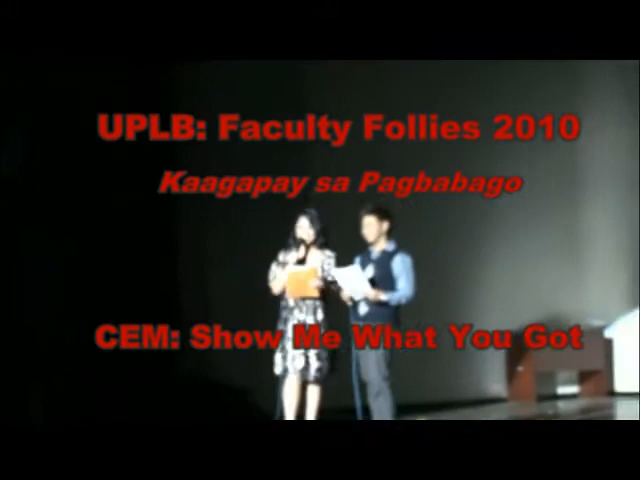 UPLB: Faculty Follies 2010
Kaagapay sa Pagbabago
CEM: Show Me What You Got